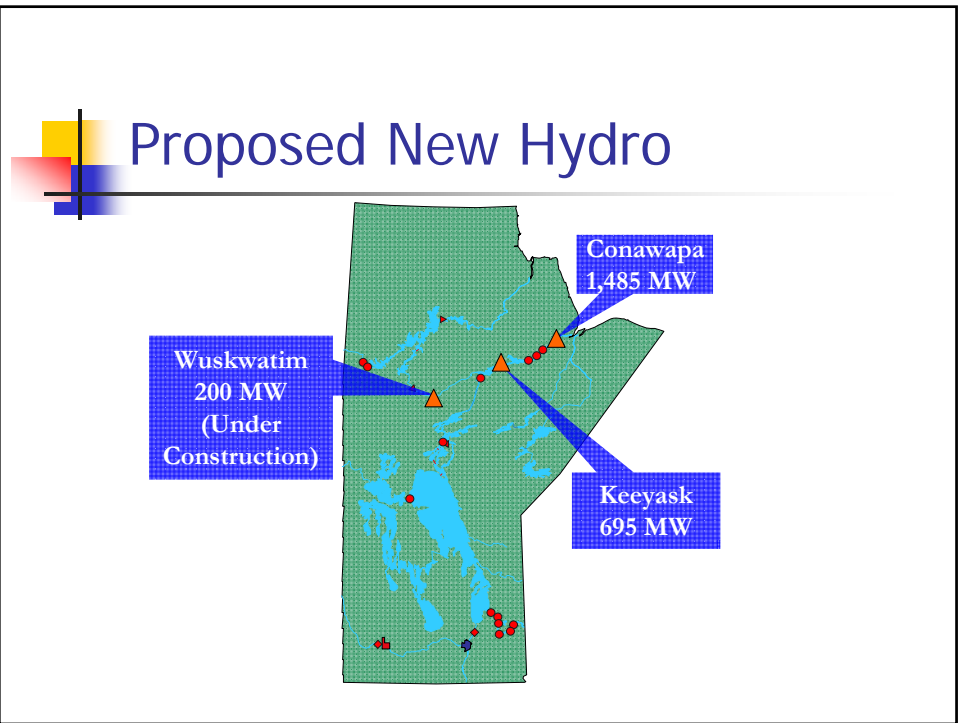 Proposed New Hydro
Conawapa
1,485 MW
Wuskwatim
200 MW
(Under
Construction)
Keeyask
695 MW